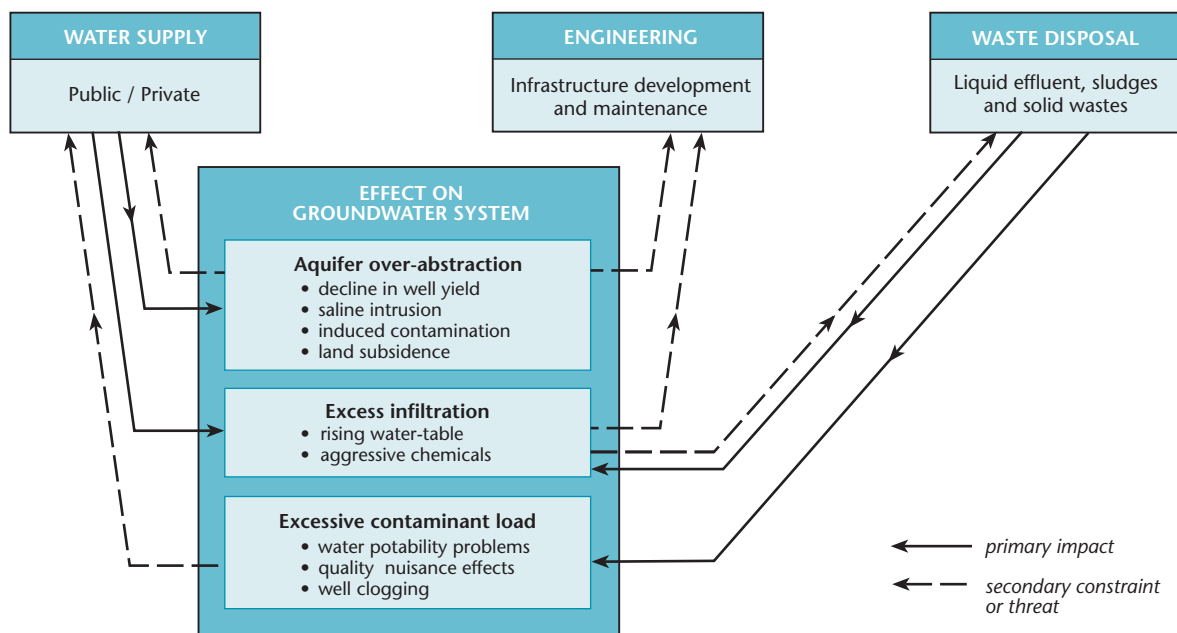 WATER SUPPLY
Public / Private
ENGINEERING
Infrastructure development
and maintenance
WASTE DISPOSAL
Liquid effluent, sludges
and solid wastes
EFFECT ON
GROUNDWATER SYSTEM
Aquifer over-abstraction
• decline in well yield
• saline intrusion
• induced contamination
• land subsidence
Excess infiltration
• rising water-table
• aggressive chemicals
Excessive contaminant load
• water potability problems
• quality nuisance effects
• well clogging
primary impact
secondary constraint
or threat